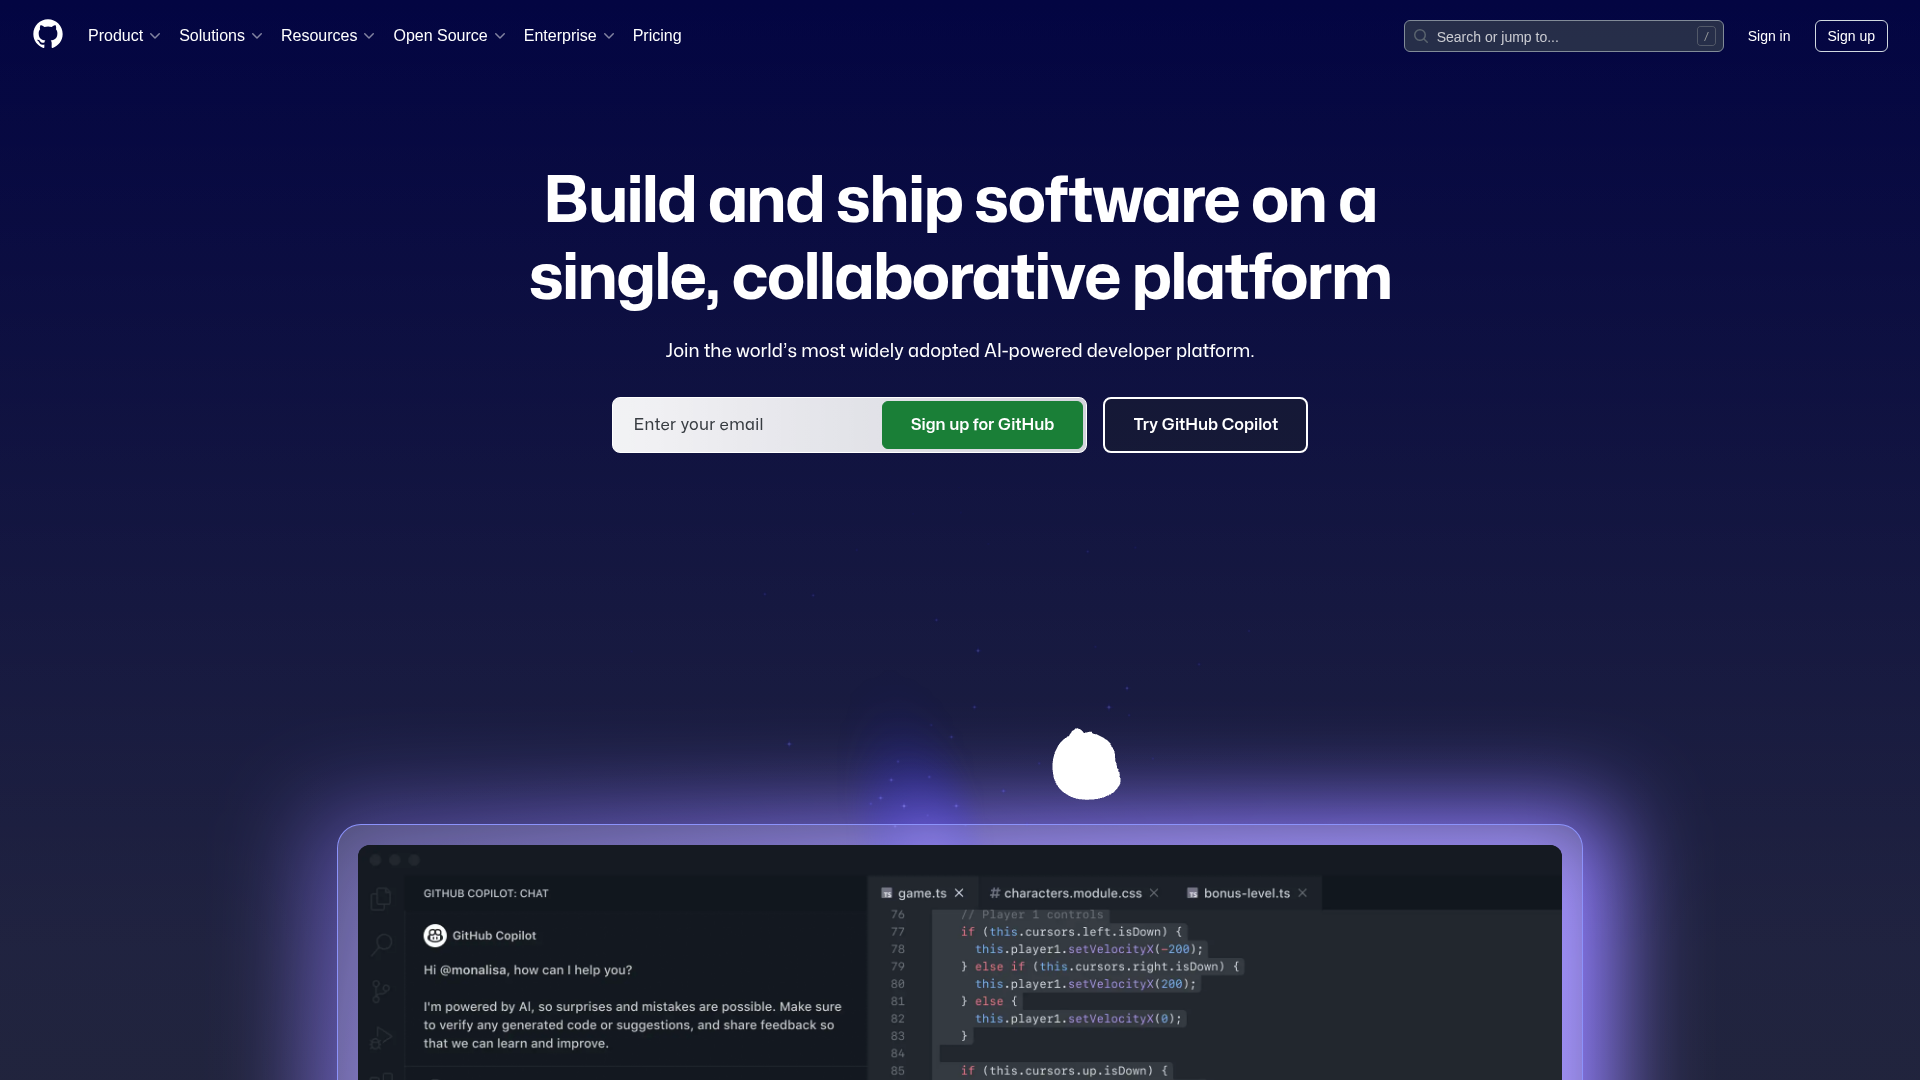 Product
Solutions
Resources
Open Source
Enterprise
Pricing
Search or jump to...
/
Sign in
Sign up
Build and ship software on a
single, collaborative platform
Join the world’s most widely adopted AI-powered developer platform.
Enter your email
Sign up for GitHub
Try GitHub Copilot
GITHUB COPILOT: CHAT
GitHub Copilot
Hi @monalisa, how can I help you?
I'm powered by AI, so surprises and mistakes are possible. Make sure
to verify any generated code or suggestions, and share feedback so
that we can learn and improve.
TS game.ts
# characters.module.css
TS bonus-level.ts
76 // Player 1 controls
77 if (this.cursors.left.isDown) {
78 this.player1.setVelocityX(-200);
79 } else if (this.cursors.right.isDown) {
80 this.player1.setVelocityX(200);
81 } else {
82 this.player1.setVelocityX(0);
83 }
84
85 if (this.cursors.up.isDown) {